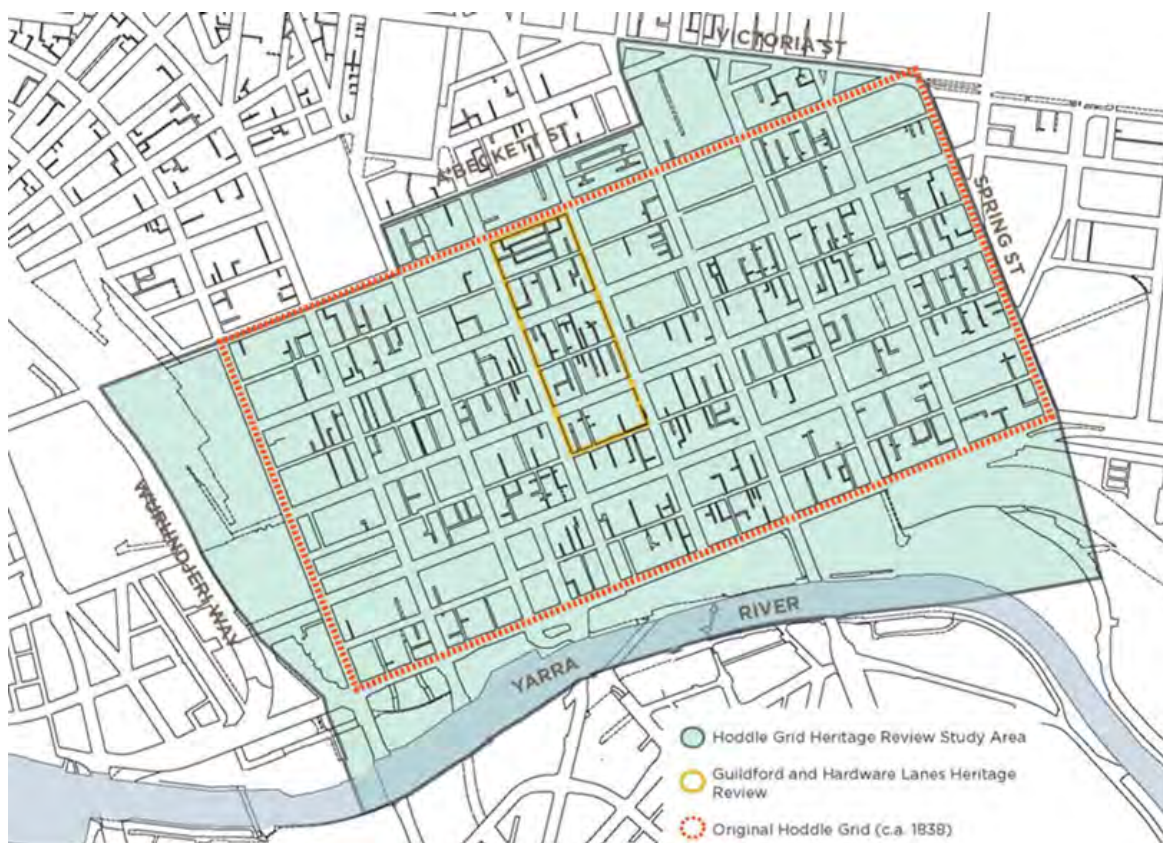 VICTORIA ST
A'BECKETT ST
SPRING ST
WURUNDJERI WAY
YARRA
RIVER
Hoddle Grid Heritage Review Study Area
Guildford and Hardware Lanes Heritage
Review
Original Hoddle Grid (c.a. 1838)